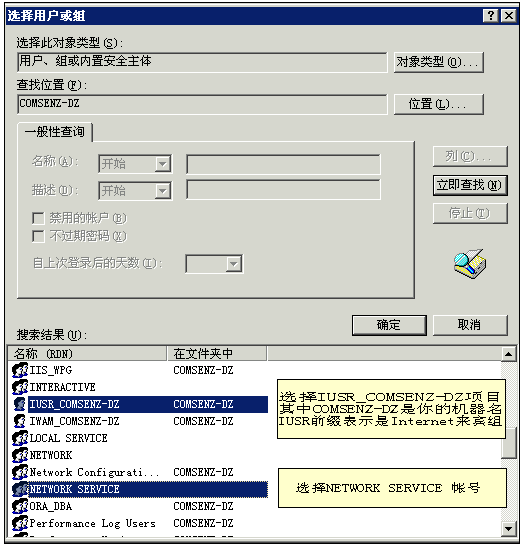 选择用户或组
选择此对象类型(S):
用户、组或内置安全主体
对象类型(O)...
查找位置(F):
COMSENZ-DZ
位置(L)...
一般性查询
名称(A): 开始
描述(D): 开始
禁用的帐户(B)
不过期密码(X)
自上次登录后的天数(I):
列(C)...
立即查找(N)
停止(T)
确定 取消
搜索结果(U):
名称 (RDN) 在文件夹中
IIS_WPG COMSENZ-DZ
INTERACTIVE
IUSR_COMSENZ-DZ COMSENZ-DZ
IWAM_COMSENZ-DZ COMSENZ-DZ
LOCAL SERVICE
NETWORK
Network Configurati... COMSENZ-DZ
NETWORK SERVICE
ORA_DBA COMSENZ-DZ
Performance Log Users COMSENZ-DZ
选择IUSR_COMSENZ-DZ项目
其中COMSENZ-DZ是你的机器名
IUSR前缀表示是Internet来宾组
选择NETWORK SERVICE 帐号